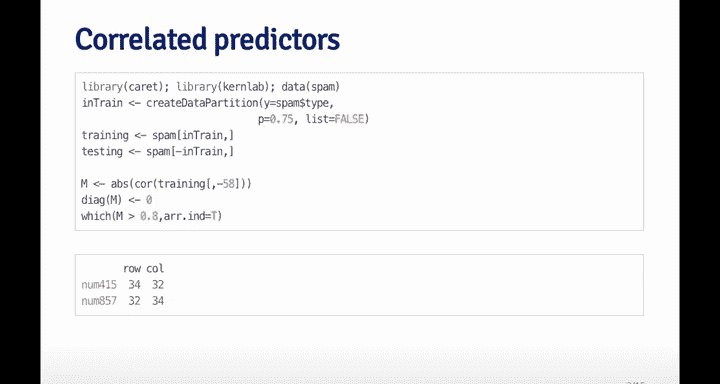 Correlated predictors
library(caret); library(kernlab); data(spam)
inTrain <- createDataPartition(y=spam$type,
p=0.75, list=FALSE)
training <- spam[inTrain,]
testing <- spam[-inTrain,]
M <- abs(cor(training[,-58]))
diag(M) <- 0
which(M > 0.8,arr.ind=T)
row col
num415 34 32
num857 32 34